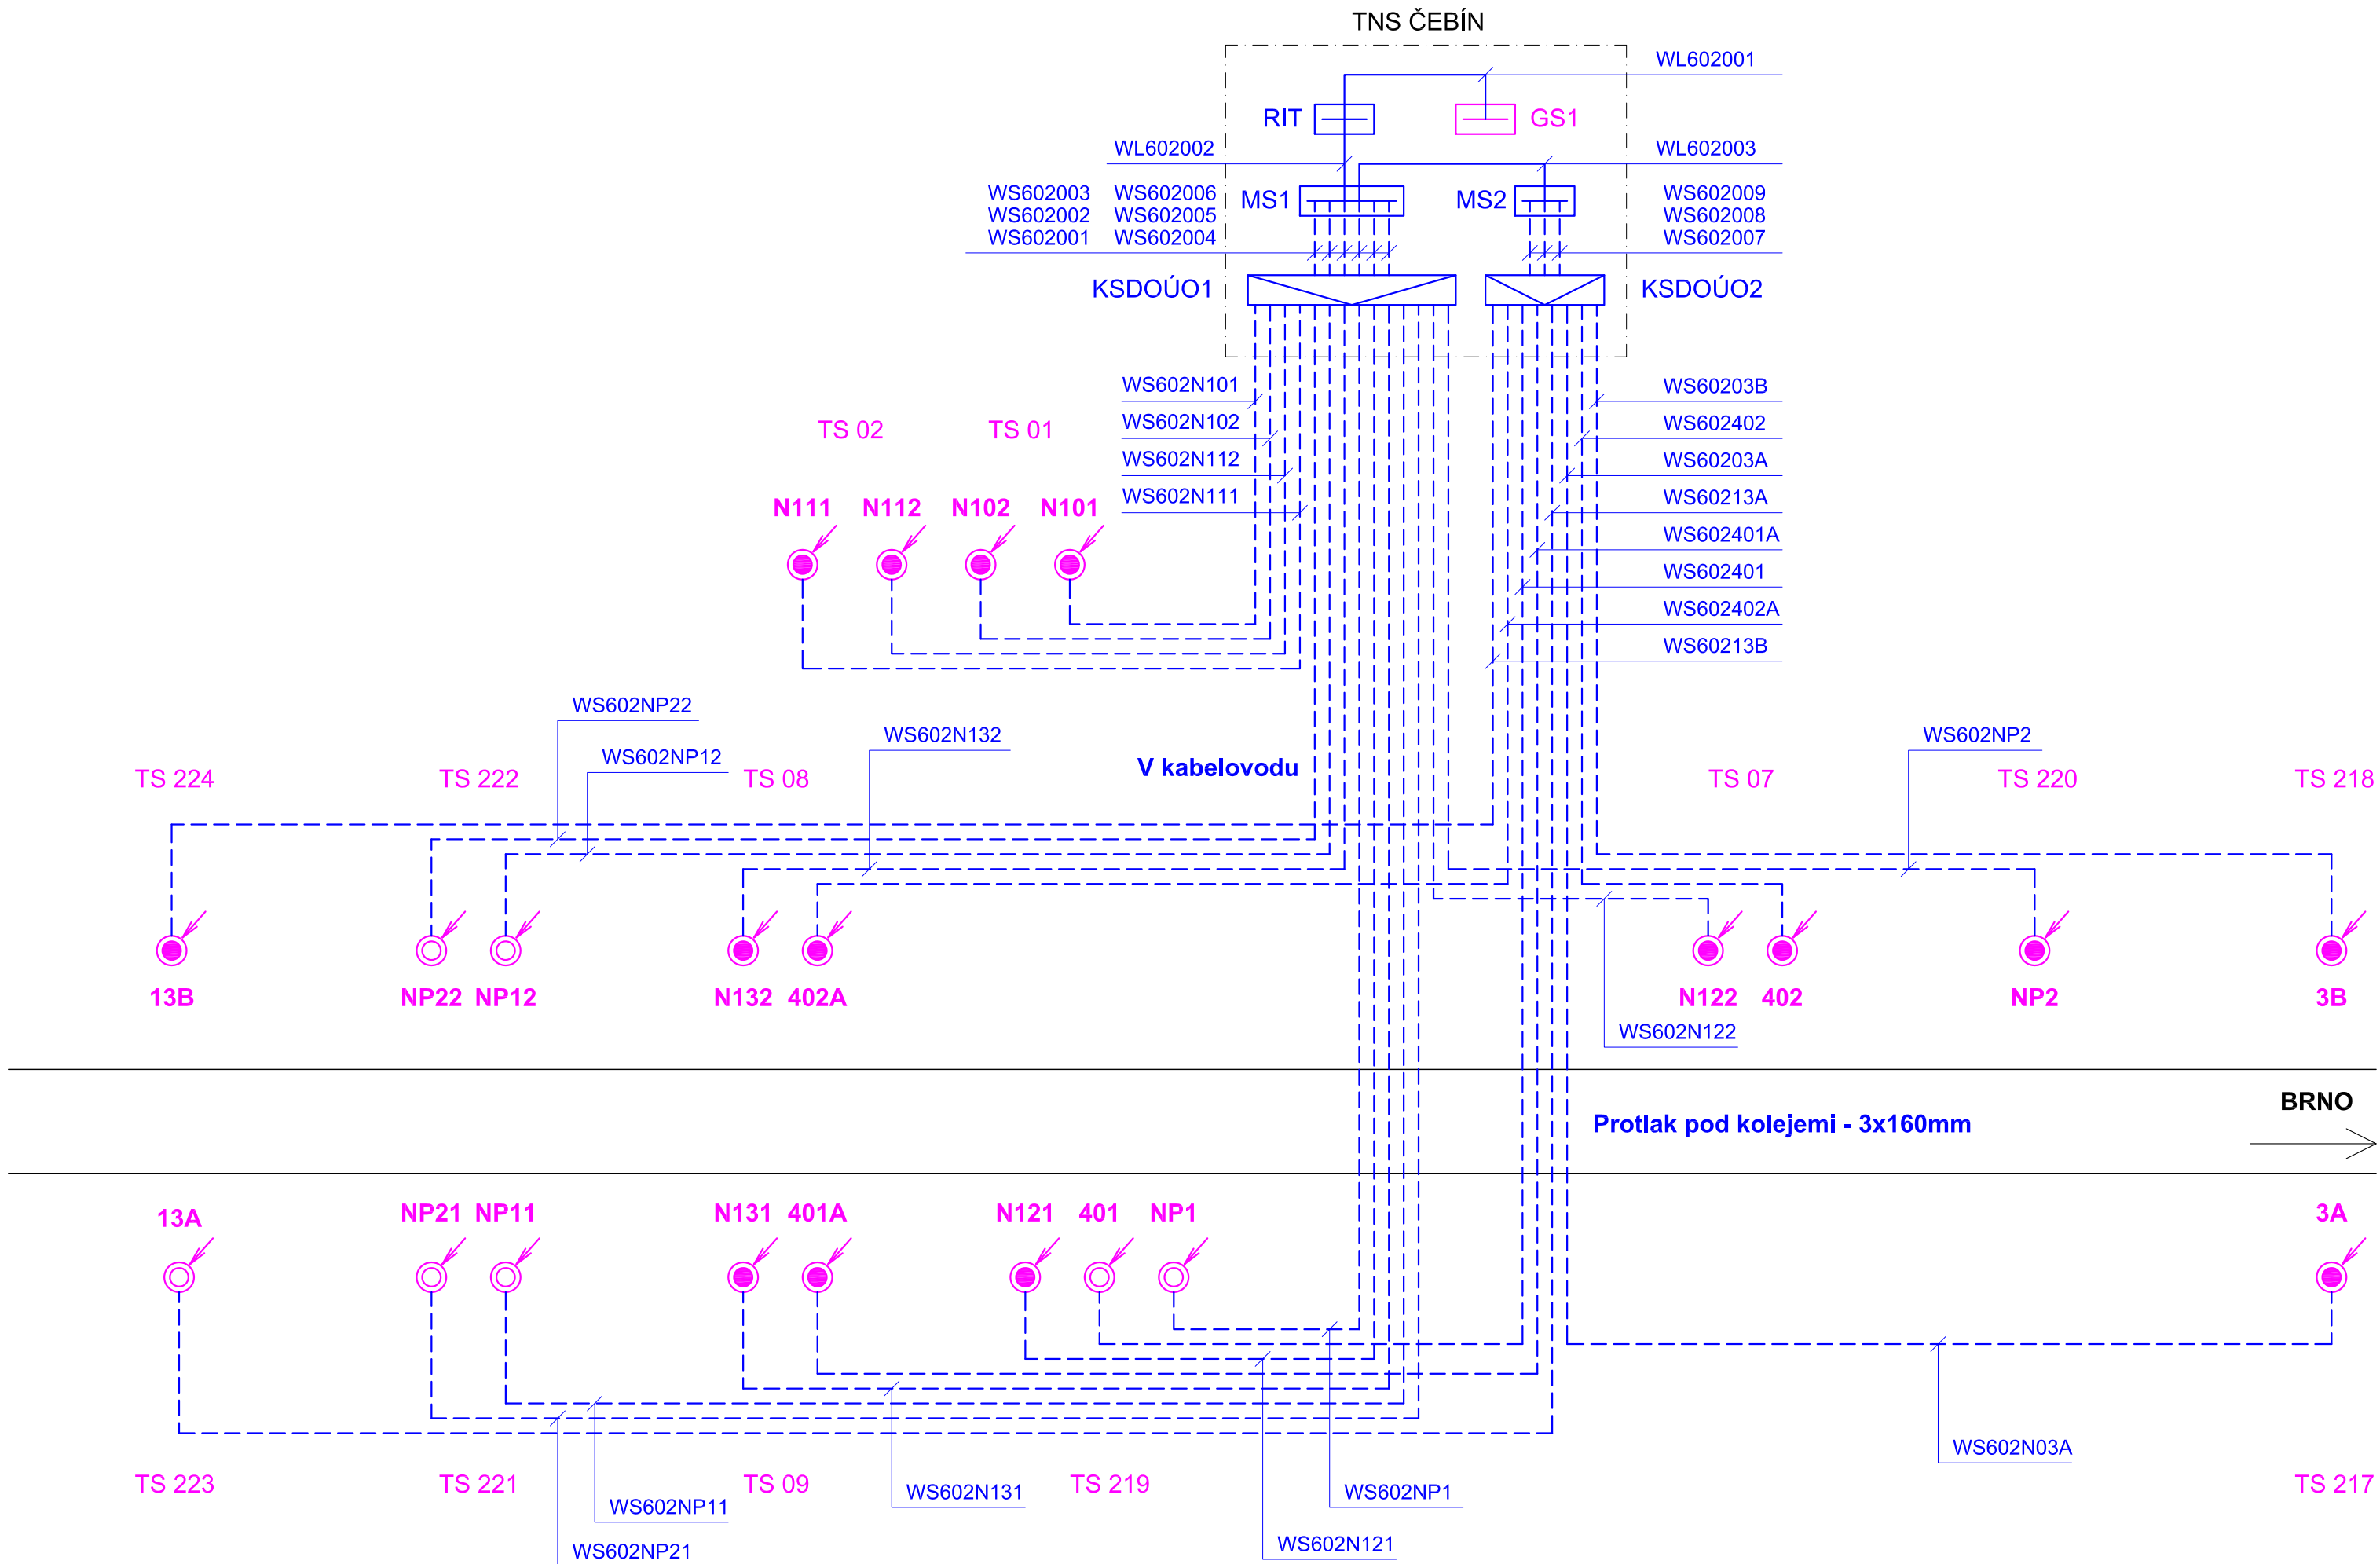 TNS ČEBÍN
WL602001
RIT
GS1
WL602002
WL602003
WS602003 WS602006
WS602002 WS602005
WS602001 WS602004
MS1
MS2
WS602009
WS602008
WS602007
KSDOÚO1
KSDOÚO2
WS602N101
WS602N102
WS602N112
WS602N111
WS60203B
WS602402
WS60203A
WS60213A
WS602401A
WS602401
WS602402A
WS60213B
TS 02
TS 01
N111
N112
N102
N101
WS602NP22
WS602NP12
WS602N132
V kabelovodu
WS602NP2
TS 224
TS 222
TS 08
TS 07
TS 220
TS 218
13B
NP22
NP12
N132
402A
N122
402
NP2
3B
WS602N122
BRNO
Protlak pod kolejemi - 3x160mm
13A
NP21
NP11
N131
401A
N121
401
NP1
3A
WS602N03A
TS 223
TS 221
TS 09
TS 219
TS 217
WS602N131
WS602NP1
WS602NP11
WS602N121
WS602NP21